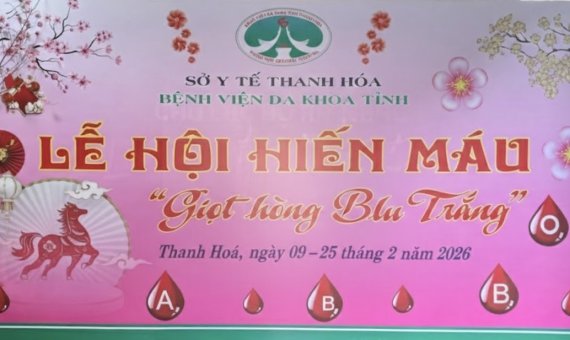 SỞ Y TẾ THANH HÓA
BỆNH VIỆN ĐA KHOA TỈNH
LỄ HỘI HIẾN MÁU
"Giọt hồng Blu Trắng"
Thanh Hoá, ngày 09 – 25 tháng 2 năm 2026
O
A
B
B